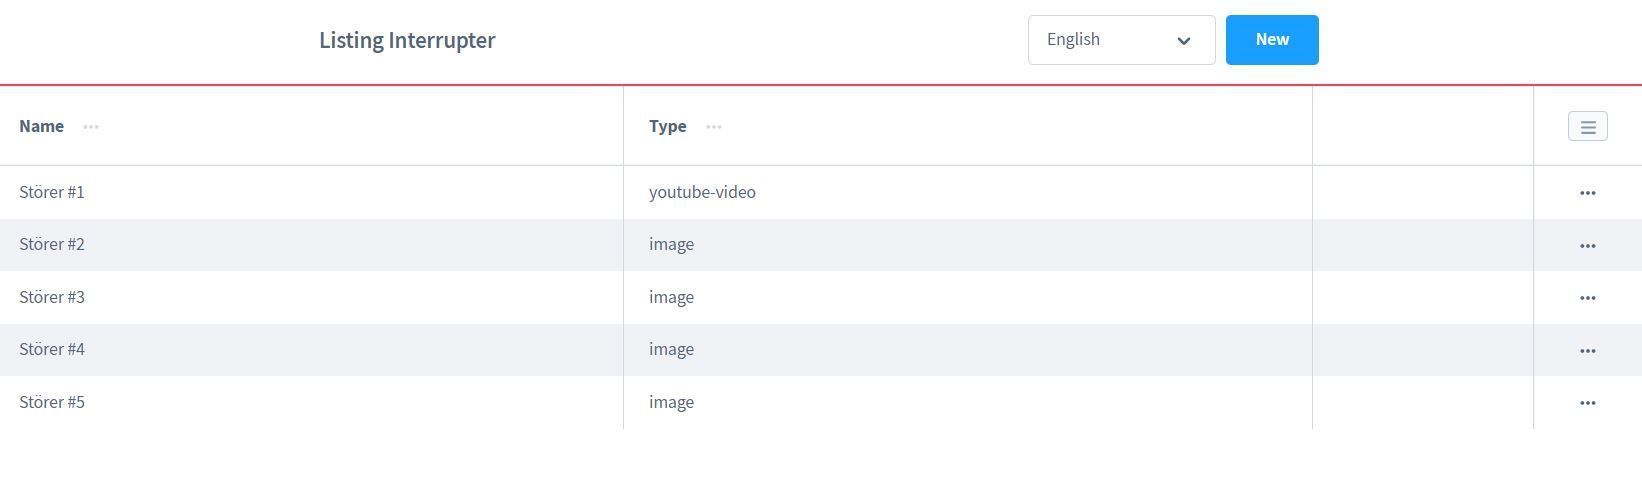 Listing Interrupter
English
New
Name
Type
Störer #1 youtube-video
Störer #2 image
Störer #3 image
Störer #4 image
Störer #5 image